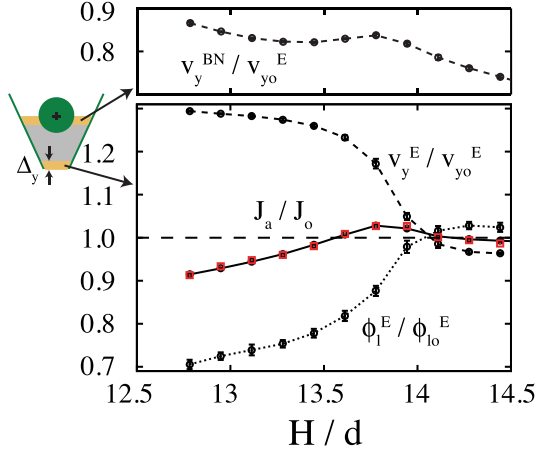 0.9
0.8
v_y^BN / v_yo^E
+
Δ_y
1.2
1.1
1.0
0.9
0.8
0.7
v_y^E / v_yo^E
J_a / J_o
ϕ_l^E / ϕ_lo^E
12.5 13 13.5 14 14.5
H / d